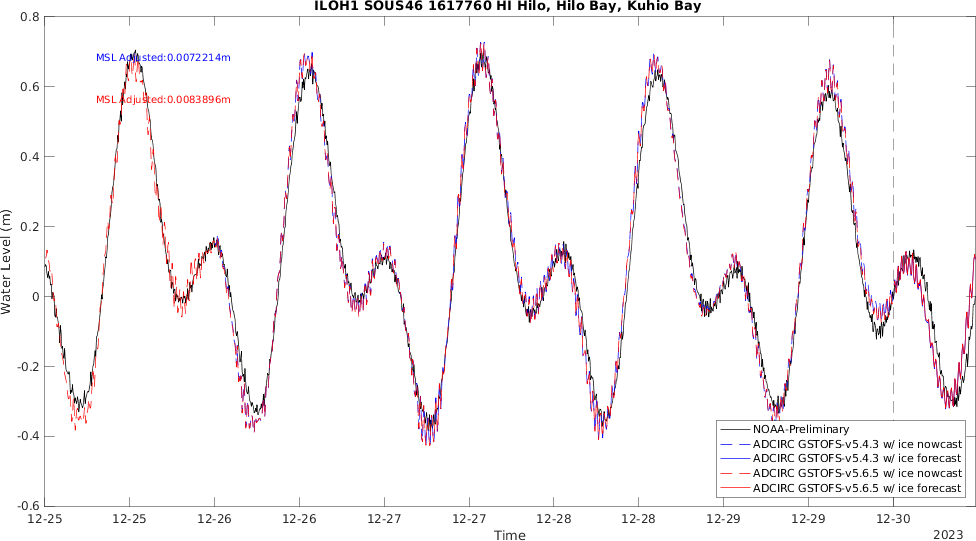 ILOH1 SOUS46 1617760 HI Hilo, Hilo Bay, Kuhio Bay
0.8
MSL Adjusted:0.0072214m
0.6
MSL Adjusted:0.0083896m
0.4
0.2
Water Level (m)
0
-0.2
-0.4
NOAA-Preliminary
ADCIRC GSTOFS-v5.4.3 w/ ice nowcast
ADCIRC GSTOFS-v5.4.3 w/ ice forecast
ADCIRC GSTOFS-v5.6.5 w/ ice nowcast
ADCIRC GSTOFS-v5.6.5 w/ ice forecast
-0.6
12-25 12-25 12-26 12-26 12-27 12-27 12-28 12-28 12-29 12-29 12-30
Time
2023